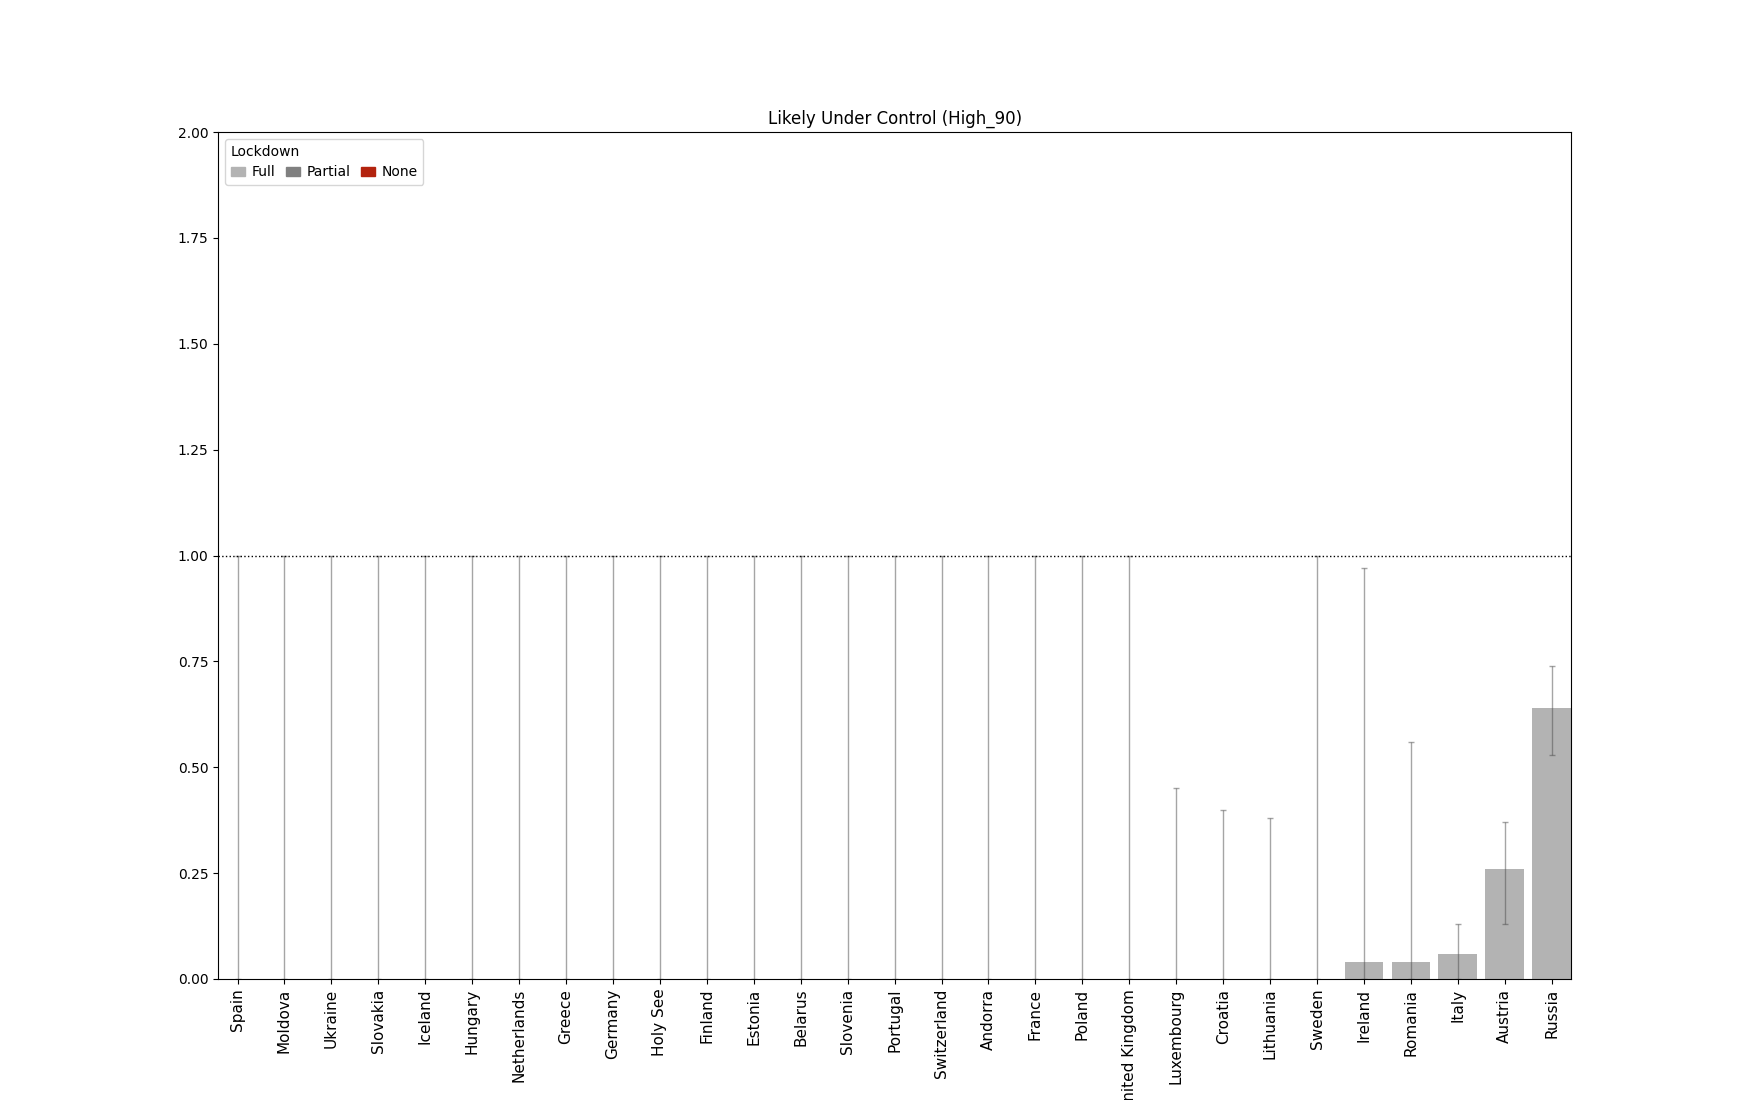 Likely Under Control (High_90)
Lockdown
Full Partial None
2.00
1.75
1.50
1.25
1.00
0.75
0.50
0.25
0.00
Spain
Moldova
Ukraine
Slovakia
Iceland
Hungary
Netherlands
Greece
Germany
Holy See
Finland
Estonia
Belarus
Slovenia
Portugal
Switzerland
Andorra
France
Poland
nited Kingdom
Luxembourg
Croatia
Lithuania
Sweden
Ireland
Romania
Italy
Austria
Russia